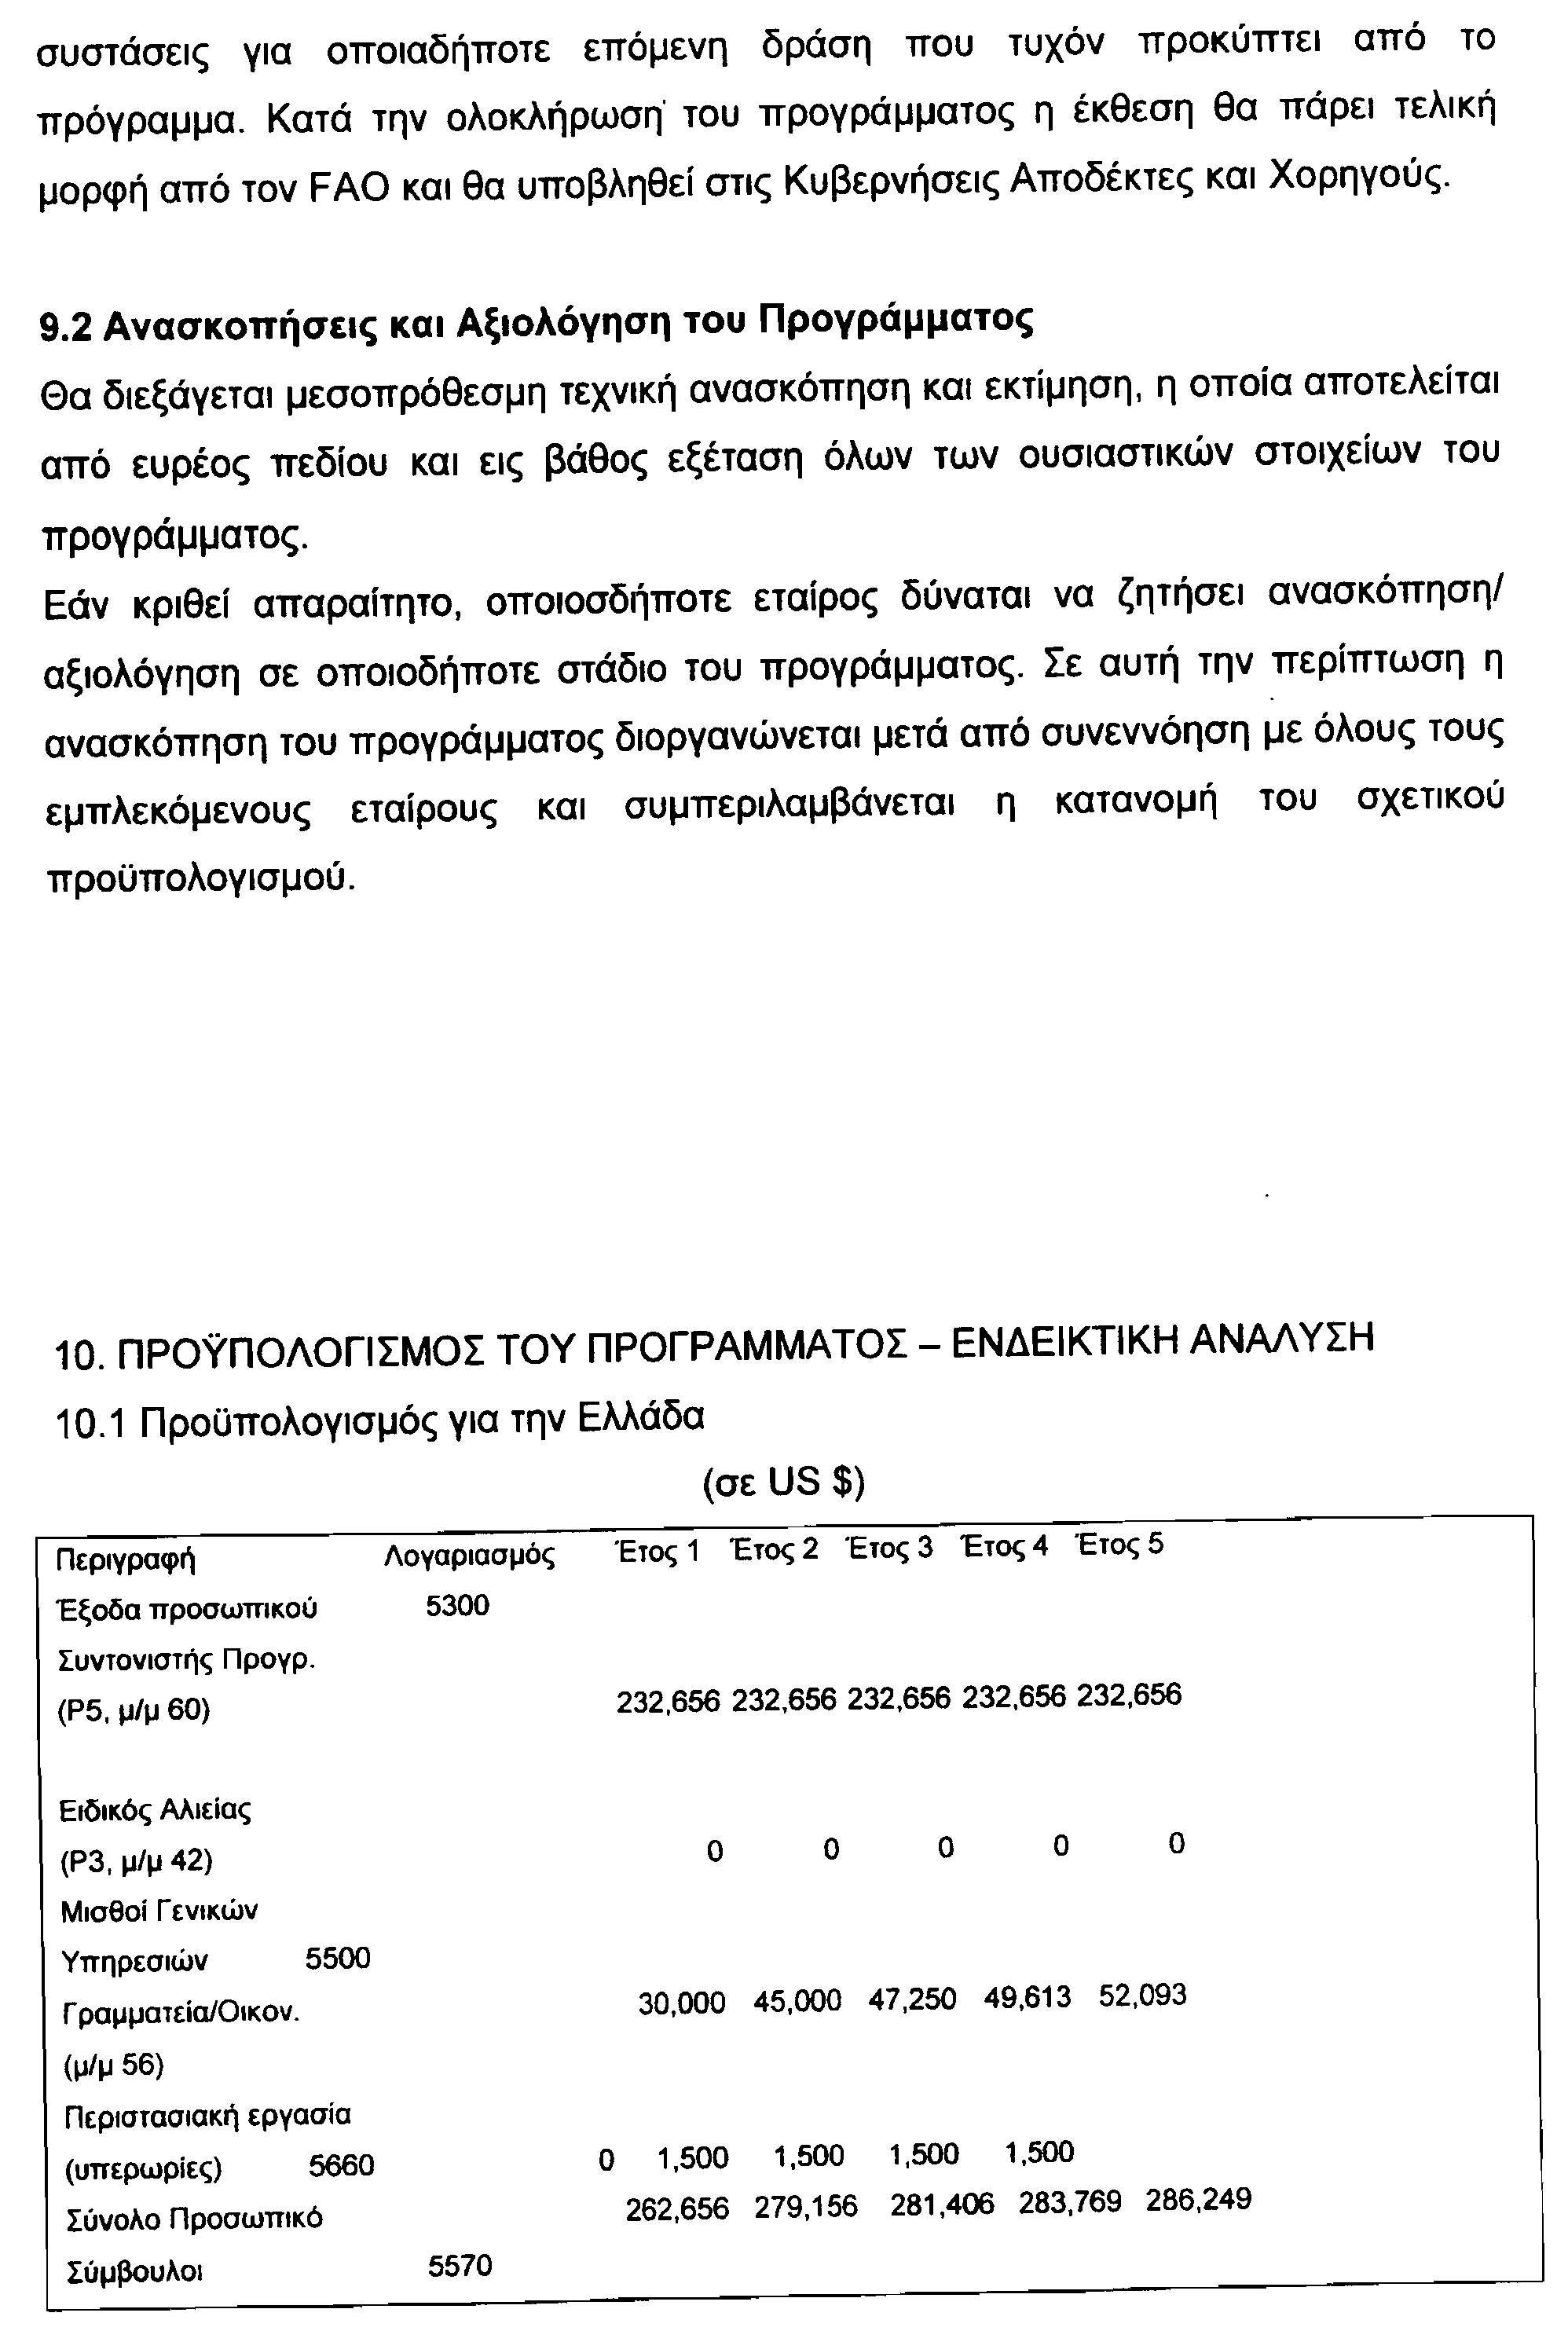 συστάσεις για οποιαδήποτε επόμενη δράση που τυχόν προκύπτει από το
πρόγραμμα. Κατά την ολοκλήρωση του προγράμματος η έκθεση θα πάρει τελική
μορφή από τον FAO και θα υποβληθεί στις Κυβερνήσεις Αποδέκτες και Χορηγούς.
9.2 Ανασκοπήσεις και Αξιολόγηση του Προγράμματος
Θα διεξάγεται μεσοπρόθεσμη τεχνική ανασκόπηση και εκτίμηση, η οποία αποτελείται
από ευρέος πεδίου και εις βάθος εξέταση όλων των ουσιαστικών στοιχείων του
προγράμματος.
Εάν κριθεί απαραίτητο, οποιοσδήποτε εταίρος δύναται να ζητήσει ανασκόπηση/
αξιολόγηση σε οποιοδήποτε στάδιο του προγράμματος. Σε αυτή την περίπτωση η
ανασκόπηση του προγράμματος διοργανώνεται μετά από συνεννόηση με όλους τους
εμπλεκόμενους εταίρους και συμπεριλαμβάνεται η κατανομή του σχετικού
προϋπολογισμού.
10. ΠΡΟΫΠΟΛΟΓΙΣΜΟΣ ΤΟΥ ΠΡΟΓΡΑΜΜΑΤΟΣ – ΕΝΔΕΙΚΤΙΚΗ ΑΝΑΛΥΣΗ
10.1 Προϋπολογισμός για την Ελλάδα
(σε US $)
Περιγραφή Λογαριασμός Έτος 1 Έτος 2 Έτος 3 Έτος 4 Έτος 5
Έξοδα προσωπικού 5300
Συντονιστής Προγρ.
(P5, μ/μ 60) 232,656 232,656 232,656 232,656 232,656
Ειδικός Αλιείας
(P3, μ/μ 42) 0 0 0 0 0
Μισθοί Γενικών
Υπηρεσιών 5500
Γραμματεία/Οικον. 30,000 45,000 47,250 49,613 52,093
(μ/μ 56)
Περιστασιακή εργασία
(υπερωρίες) 5660 0 1,500 1,500 1,500 1,500
Σύνολο Προσωπικό 262,656 279,156 281,406 283,769 286,249
Σύμβουλοι 5570